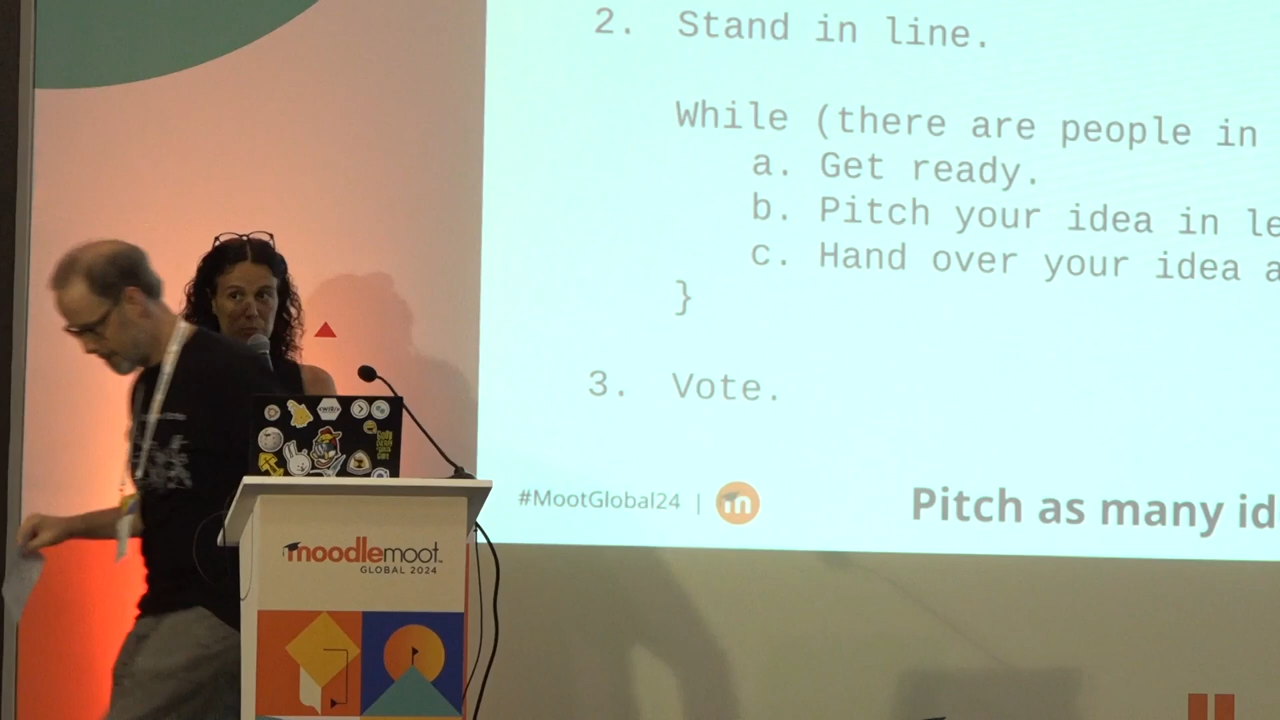 2. Stand in line.
While (there are people in
a. Get ready.
b. Pitch your idea in le
c. Hand over your idea a
}
3. Vote.
#MootGlobal24 |
Pitch as many id
moodlemoot
GLOBAL 2024